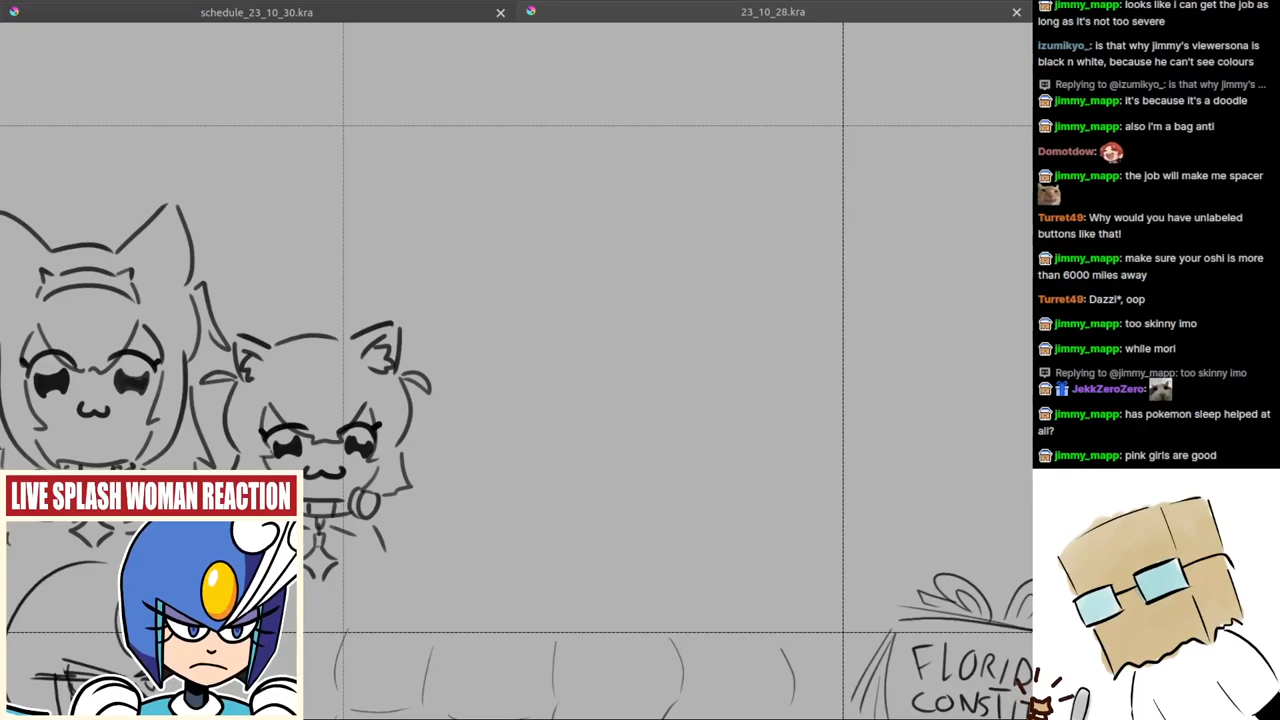 schedule_23_10_30.kra
23_10_28.kra
jimmy_mapp: looks like i can get the job as
long as it's not too severe
izumikyo_: is that why jimmy's viewersona is
black n white, because he can't see colours
Replying to @izumikyo_: is that why jimmy's ...
jimmy_mapp: it's because it's a doodle
jimmy_mapp: also i'm a bag anti
Domotdow:
jimmy_mapp: the job will make me spacer
Turret49: Why would you have unlabeled
buttons like that!
jimmy_mapp: make sure your oshi is more
than 6000 miles away
Turret49: Dazzi*, oop
jimmy_mapp: too skinny imo
jimmy_mapp: while mori
Replying to @jimmy_mapp: too skinny imo
JekkZeroZero:
jimmy_mapp: has pokemon sleep helped at
all?
jimmy_mapp: pink girls are good
LIVE SPLASH WOMAN REACTION
FLORID
CONSTIT